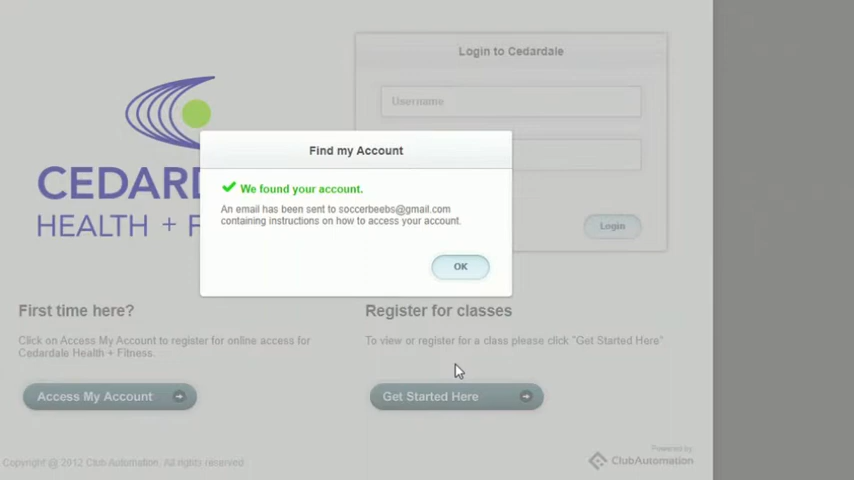 Login to Cedardale
Username
CEDAR
HEALTH + F
Find my Account
We found your account.
An email has been sent to soccerbeebs@gmail.com
containing instructions on how to access your account.
OK
Login
First time here?
Click on Access My Account to register for online access for
Cedardale Health + Fitness.
Access My Account
Register for classes
To view or register for a class please click "Get Started Here"
Get Started Here
Copyright @ 2012 Club Automation. All rights reserved.
Powered by
ClubAutomation